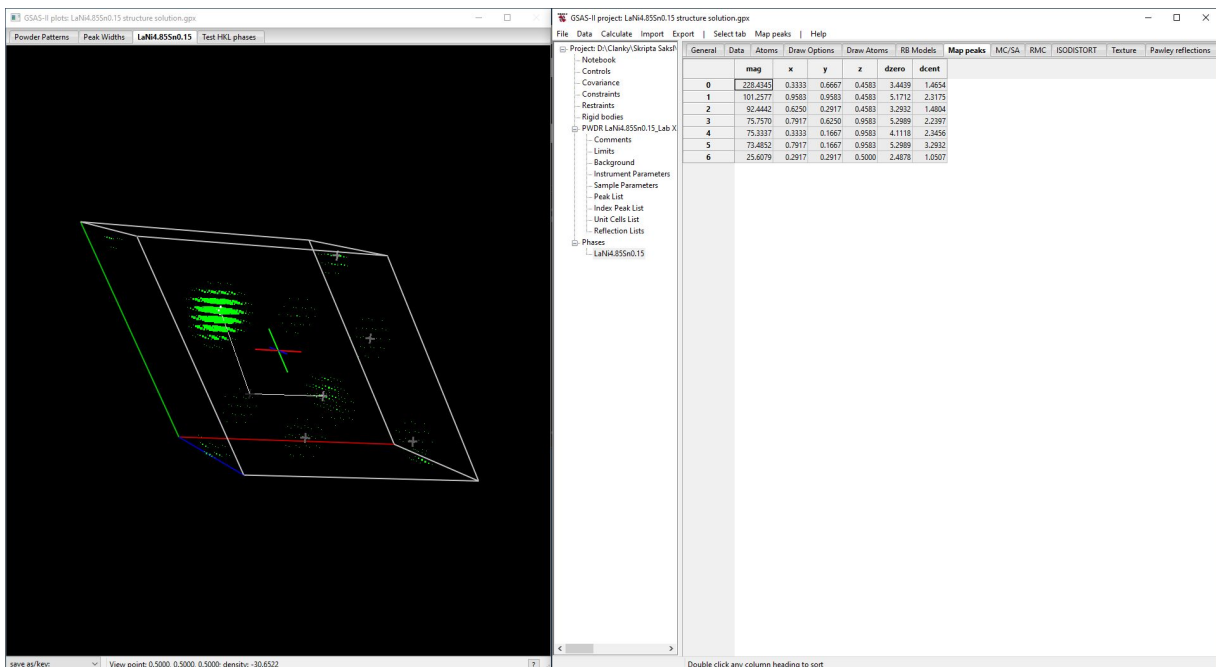 GSAS-II plots: LaNi4.85Sn0.15 structure solution.gpx
Powder Patterns Peak Widths LaNi4.85Sn0.15 Test HKL phases
save as/key: View point: 0.5000, 0.5000, 0.5000; density: -30.6522 ?
GSAS-II project: LaNi4.85Sn0.15 structure solution.gpx
File Data Calculate Import Export | Select tab Map peaks | Help
Project: D:\Clanky\Skripta Saksl\
Notebook
Controls
Covariance
Constraints
Restraints
Rigid bodies
PWDR LaNi4.85Sn0.15_Lab X
Comments
Limits
Background
Instrument Parameters
Sample Parameters
Peak List
Index Peak List
Unit Cells List
Reflection Lists
Phases
LaNi4.85Sn0.15
General Data Atoms Draw Options Draw Atoms RB Models Map peaks MC/SA RMC ISODISTORT Texture Pawley reflections
mag x y z dzero dcent
0 228.4345 0.3333 0.6667 0.4583 3.4439 1.4654
1 101.2577 0.9583 0.9583 0.4583 5.1712 2.3175
2 92.4442 0.6250 0.2917 0.4583 3.2932 1.4804
3 75.7570 0.7917 0.6250 0.9583 5.2989 2.2397
4 75.3337 0.3333 0.1667 0.9583 4.1118 2.3456
5 73.4852 0.7917 0.1667 0.9583 5.2989 3.2932
6 25.6079 0.2917 0.2917 0.5000 2.4878 1.0507
Double click any column heading to sort